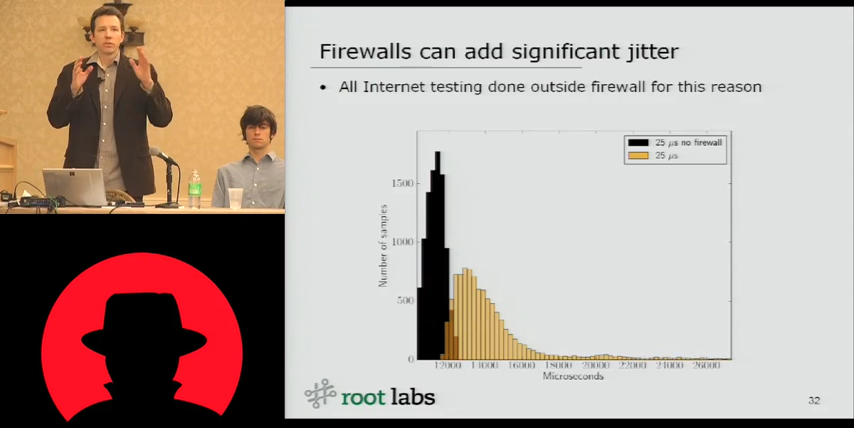 Firewalls can add significant jitter
• All Internet testing done outside firewall for this reason
25 μs no firewall
25 μs
Number of samples
1500
1000
500
0
12000 14000 16000 18000 20000 22000 24000 26000
Microseconds
root labs
32